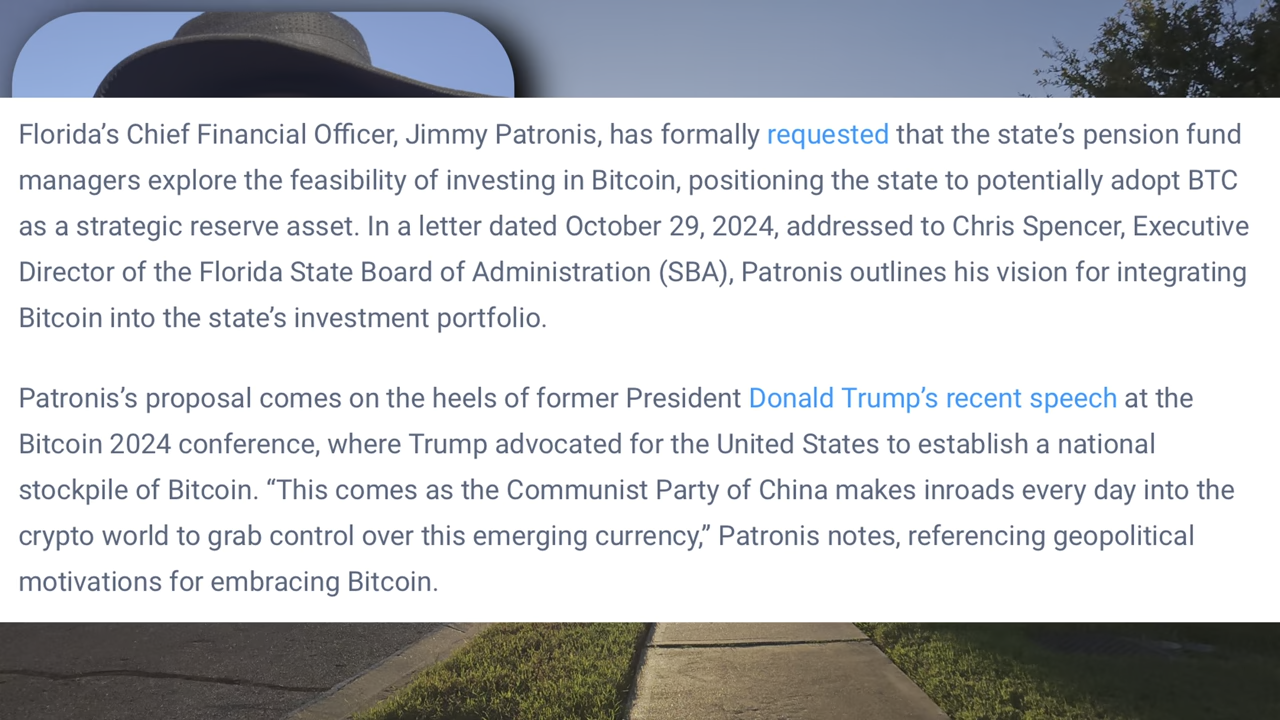 Florida’s Chief Financial Officer, Jimmy Patronis, has formally requested that the state’s pension fund
managers explore the feasibility of investing in Bitcoin, positioning the state to potentially adopt BTC
as a strategic reserve asset. In a letter dated October 29, 2024, addressed to Chris Spencer, Executive
Director of the Florida State Board of Administration (SBA), Patronis outlines his vision for integrating
Bitcoin into the state’s investment portfolio.
Patronis’s proposal comes on the heels of former President Donald Trump’s recent speech at the
Bitcoin 2024 conference, where Trump advocated for the United States to establish a national
stockpile of Bitcoin. “This comes as the Communist Party of China makes inroads every day into the
crypto world to grab control over this emerging currency,” Patronis notes, referencing geopolitical
motivations for embracing Bitcoin.